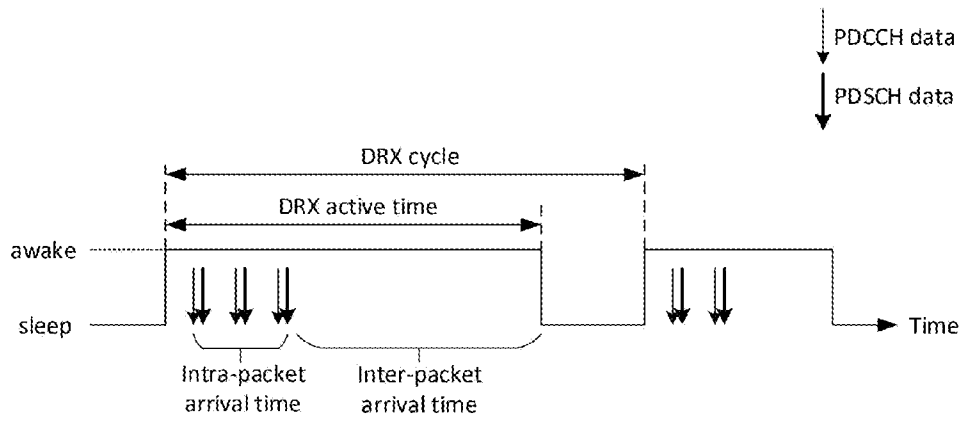 PDCCH data
PDSCH data
DRX cycle
DRX active time
awake
sleep
Time
Intra-packet
arrival time
Inter-packet
arrival time